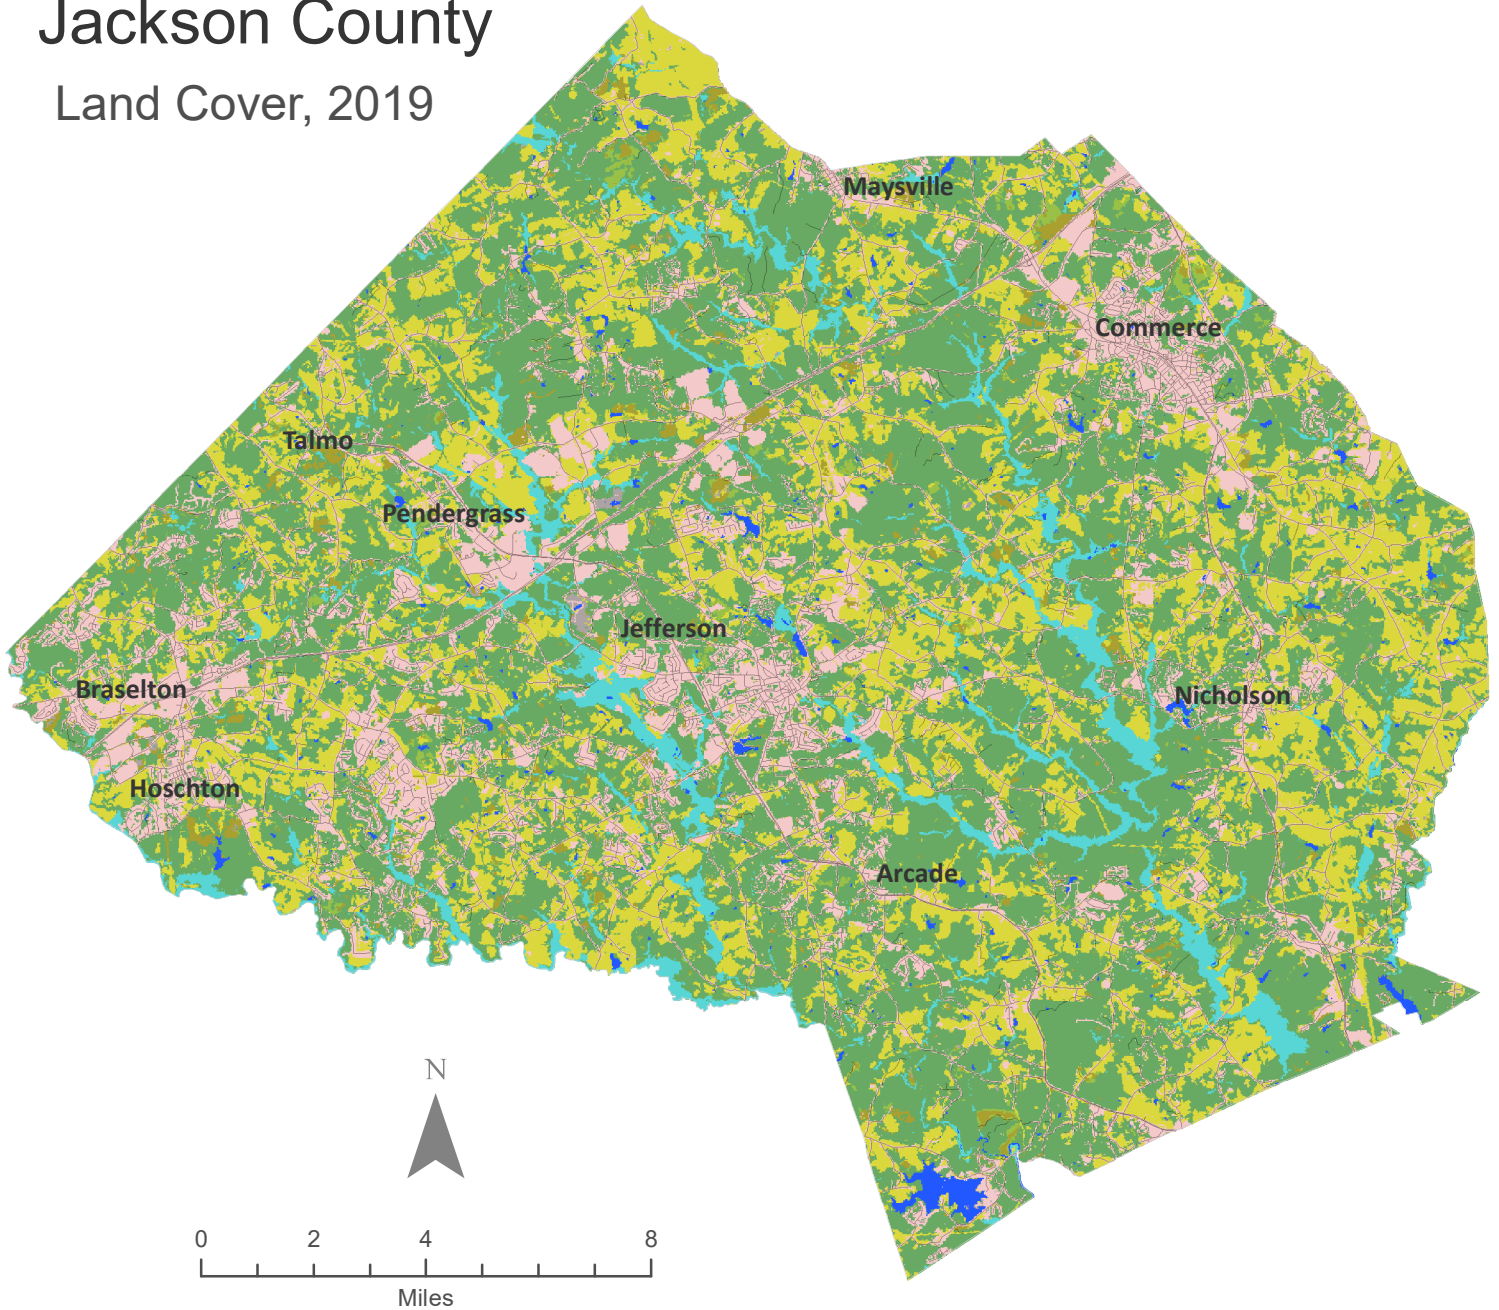 Jackson County
Land Cover, 2019
Maysville
Commerce
Talmo
Pendergrass
Jefferson
Braselton
Nicholson
Hoschton
Arcade
N
0 2 4 8
Miles